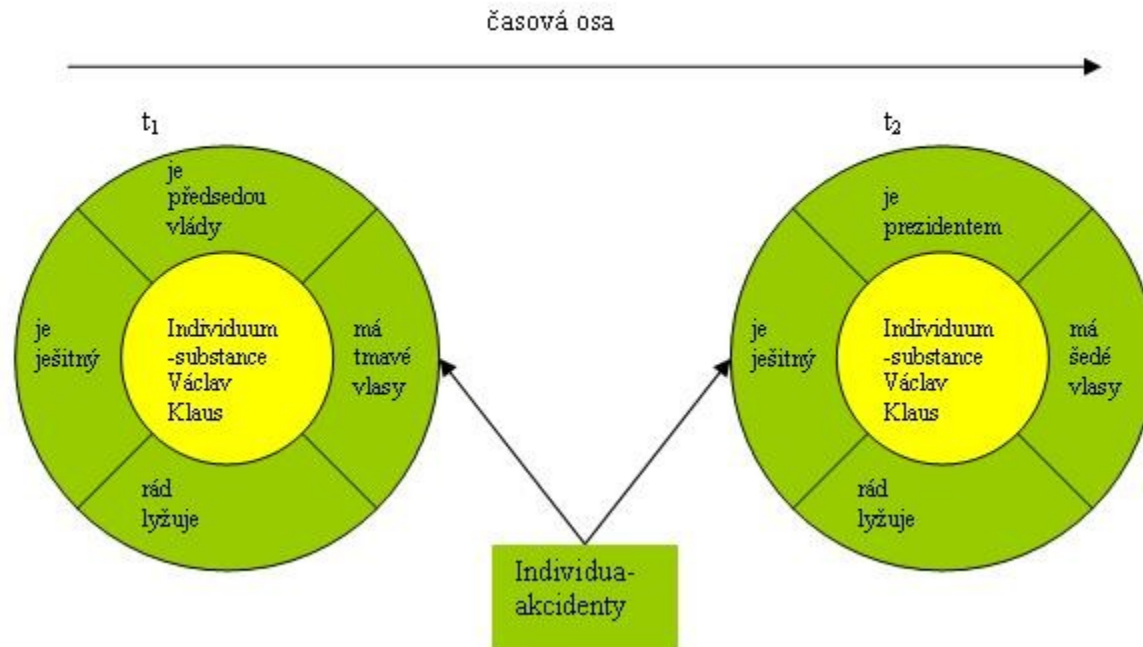 časová osa
t₁
t₂
je
předsedou
vlády
je
ješitný
Individuum
-substance
Václav
Klaus
má
tmavé
vlasy
rád
lyžuje
je
prezidentem
je
ješitný
Individuum
-substance
Václav
Klaus
má
šedé
vlasy
rád
lyžuje
Individua-
akcidenty